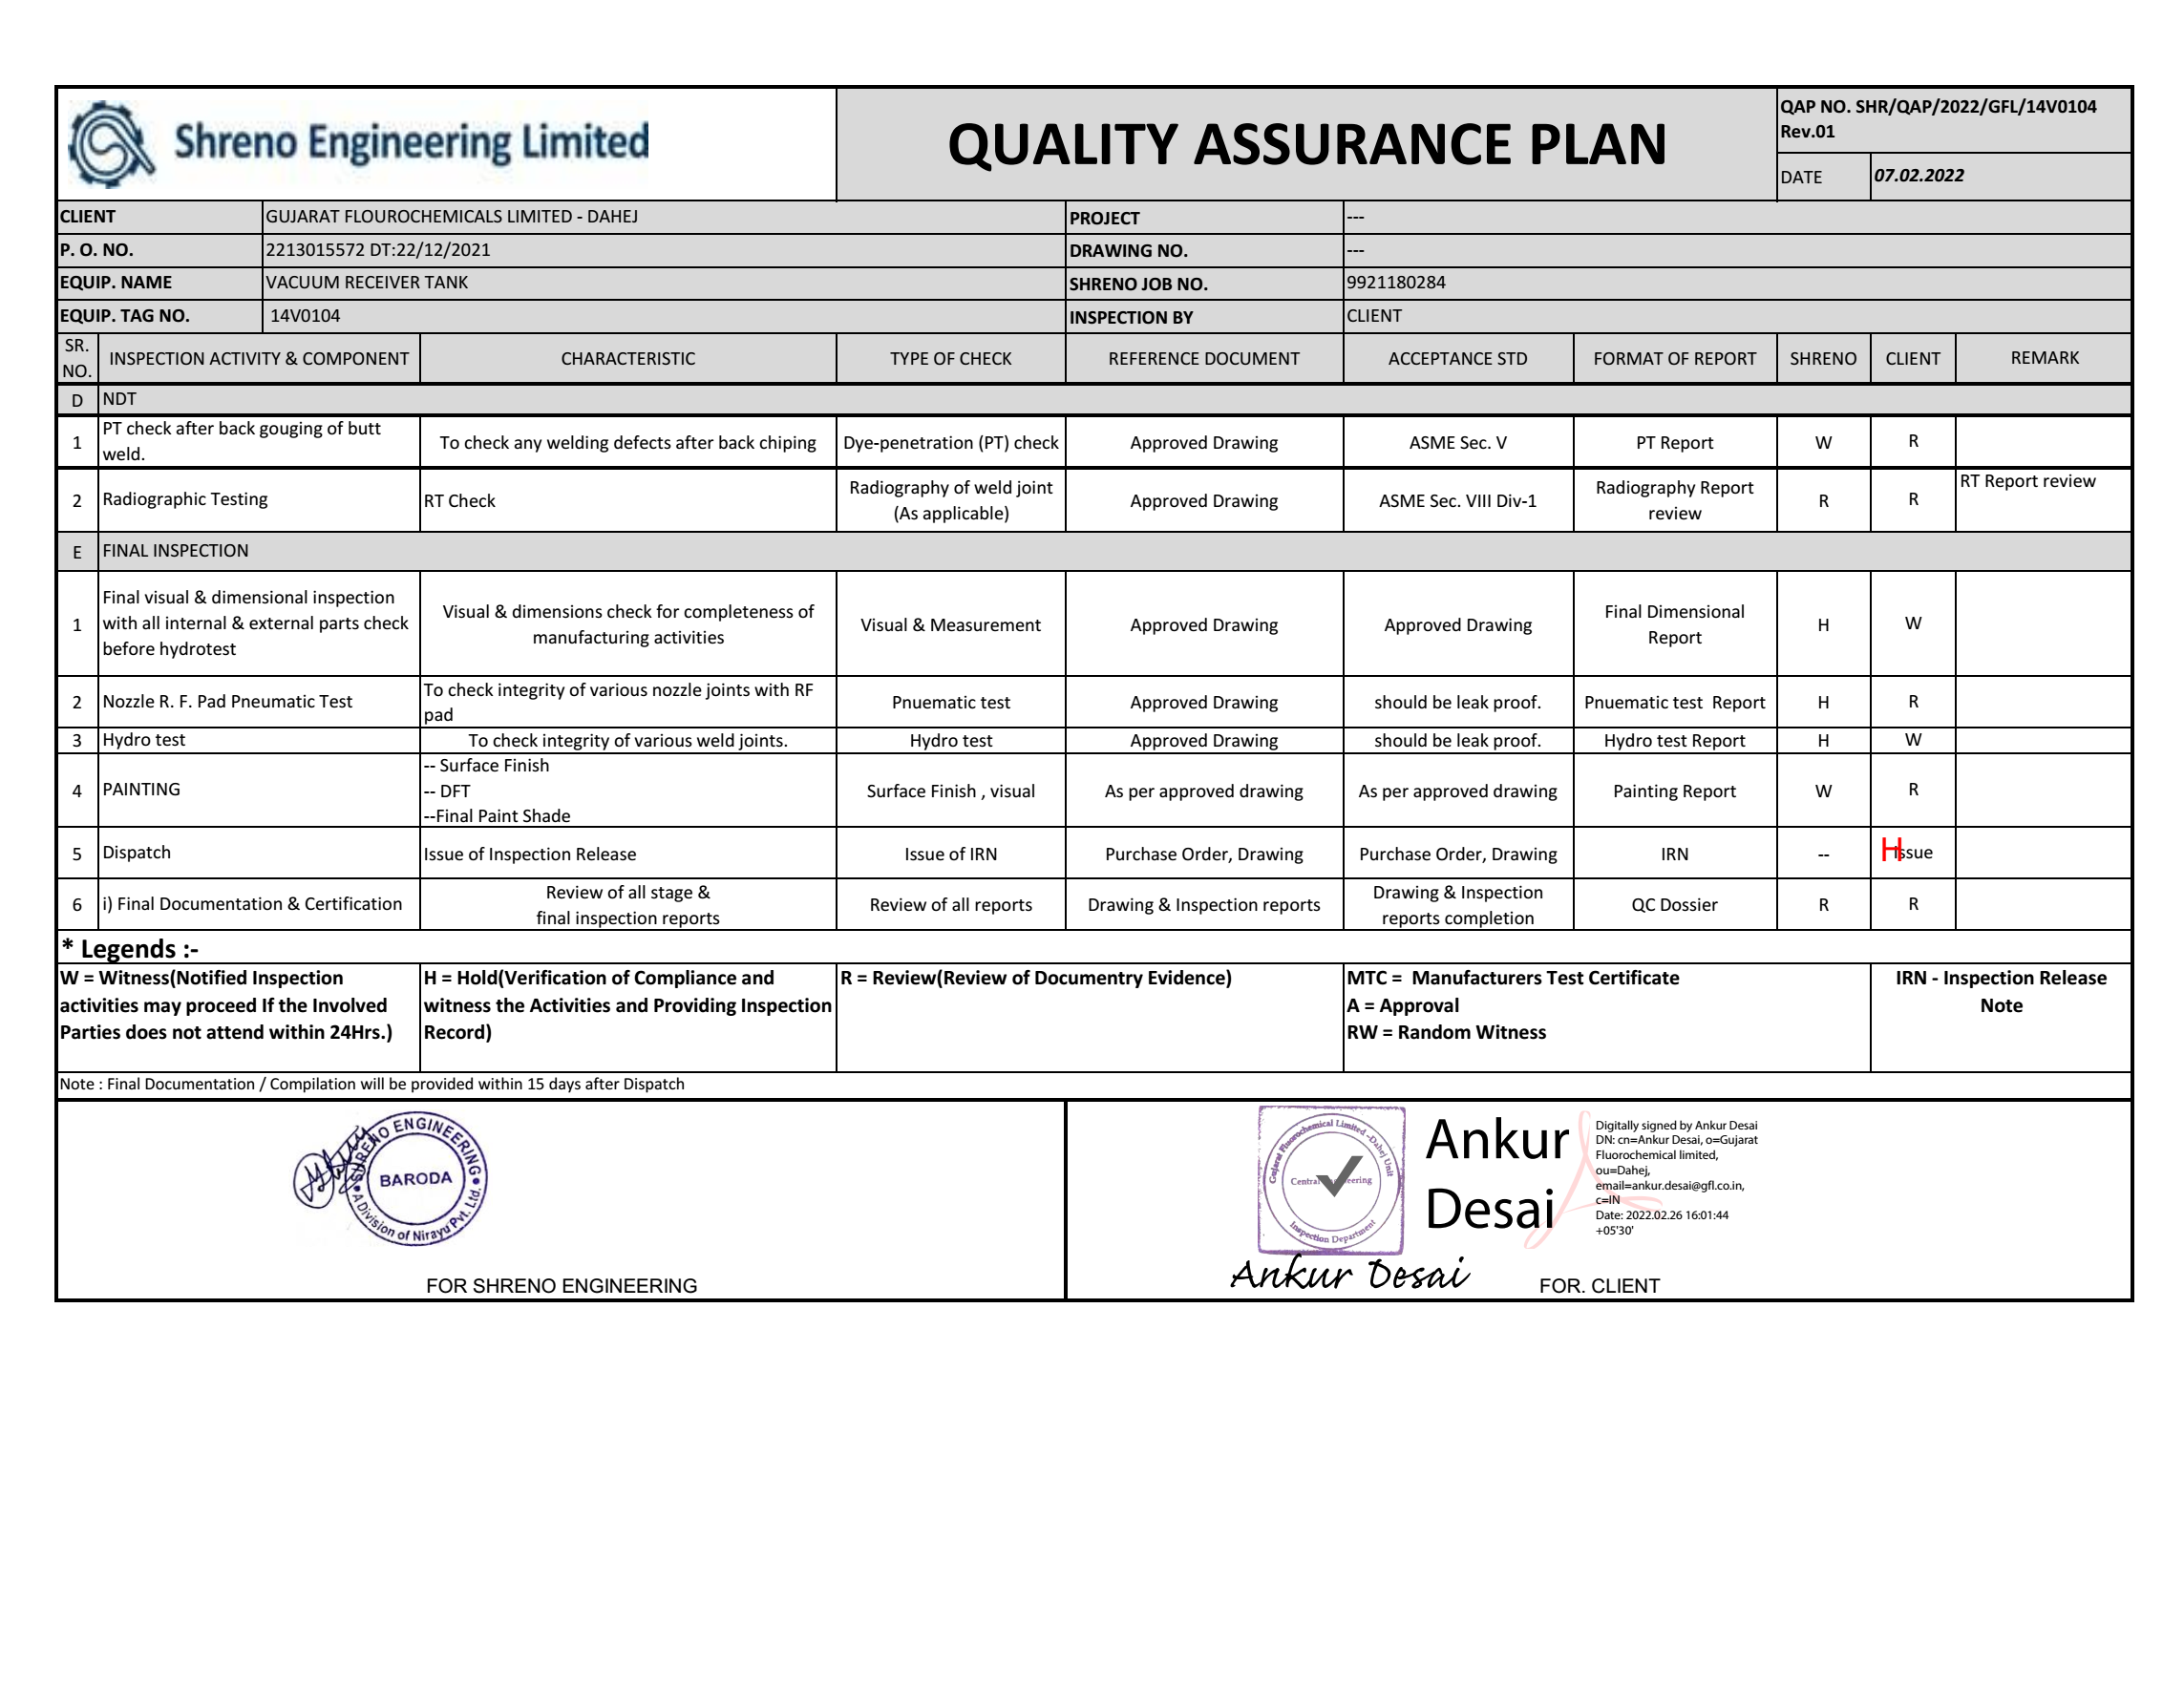 Shreno Engineering Limited
QUALITY ASSURANCE PLAN
QAP NO. SHR/QAP/2022/GFL/14V0104
Rev.01
DATE 07.02.2022
CLIENT GUJARAT FLOUROCHEMICALS LIMITED - DAHEJ PROJECT ---
P. O. NO. 2213015572 DT:22/12/2021 DRAWING NO. ---
EQUIP. NAME VACUUM RECEIVER TANK SHRENO JOB NO. 9921180284
EQUIP. TAG NO. 14V0104 INSPECTION BY CLIENT
SR. NO. INSPECTION ACTIVITY & COMPONENT CHARACTERISTIC TYPE OF CHECK REFERENCE DOCUMENT ACCEPTANCE STD FORMAT OF REPORT SHRENO CLIENT REMARK
D NDT
1 PT check after back gouging of butt weld. To check any welding defects after back chiping Dye-penetration (PT) check Approved Drawing ASME Sec. V PT Report W R
2 Radiographic Testing RT Check Radiography of weld joint (As applicable) Approved Drawing ASME Sec. VIII Div-1 Radiography Report review R R RT Report review
E FINAL INSPECTION
1 Final visual & dimensional inspection with all internal & external parts check before hydrotest Visual & dimensions check for completeness of manufacturing activities Visual & Measurement Approved Drawing Approved Drawing Final Dimensional Report H W
2 Nozzle R. F. Pad Pneumatic Test To check integrity of various nozzle joints with RF pad Pnuematic test Approved Drawing should be leak proof. Pnuematic test Report H R
3 Hydro test To check integrity of various weld joints. Hydro test Approved Drawing should be leak proof. Hydro test Report H W
4 PAINTING -- Surface Finish -- DFT --Final Paint Shade Surface Finish , visual As per approved drawing As per approved drawing Painting Report W R
5 Dispatch Issue of Inspection Release Issue of IRN Purchase Order, Drawing Purchase Order, Drawing IRN -- H Issue
6 i) Final Documentation & Certification Review of all stage & final inspection reports Review of all reports Drawing & Inspection reports Drawing & Inspection reports completion QC Dossier R R
* Legends :-
W = Witness(Notified Inspection activities may proceed If the Involved Parties does not attend within 24Hrs.)
H = Hold(Verification of Compliance and witness the Activities and Providing Inspection Record)
R = Review(Review of Documentry Evidence)
MTC = Manufacturers Test Certificate
A = Approval
RW = Random Witness
IRN - Inspection Release Note
Note : Final Documentation / Compilation will be provided within 15 days after Dispatch
SHRENO ENGINEERING
BARODA
A Division of Nirayu Pvt. Ltd.
FOR SHRENO ENGINEERING
Gujarat Fluorochemical Limited -Dahej Unit
Inspection Department
Ankur Desai
Digitally signed by Ankur Desai
DN: cn=Ankur Desai, o=Gujarat
Fluorochemical limited,
ou=Dahej,
email=ankur.desai@gfl.co.in,
c=IN
Date: 2022.02.26 16:01:44
+05'30'
Ankur Desai
FOR. CLIENT